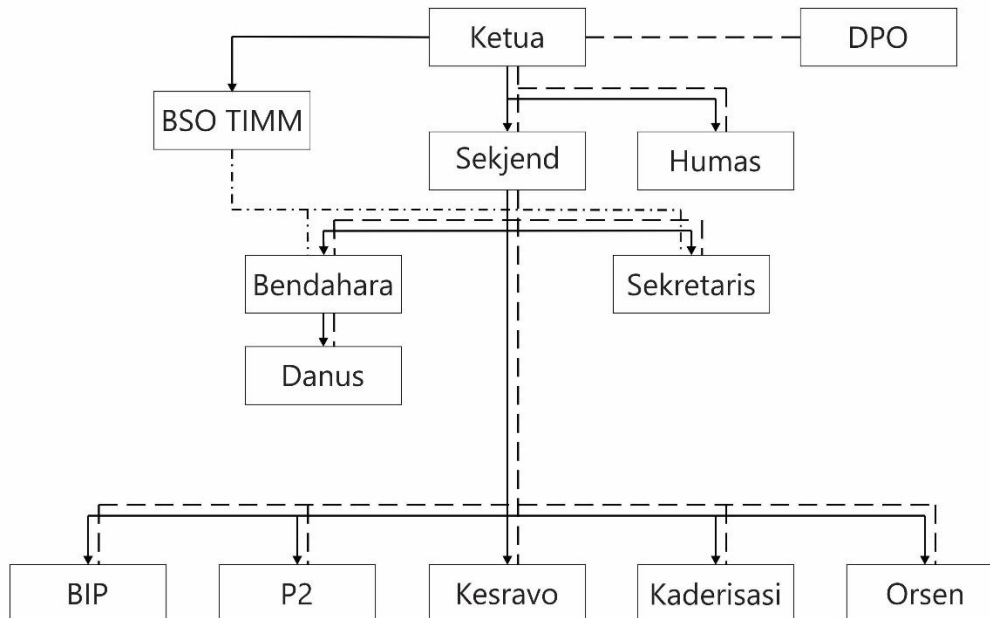 Ketua
DPO
BSO TIMM
Sekjend
Humas
Bendahara
Sekretaris
Danus
BIP
P2
Kesravo
Kaderisasi
Orsen